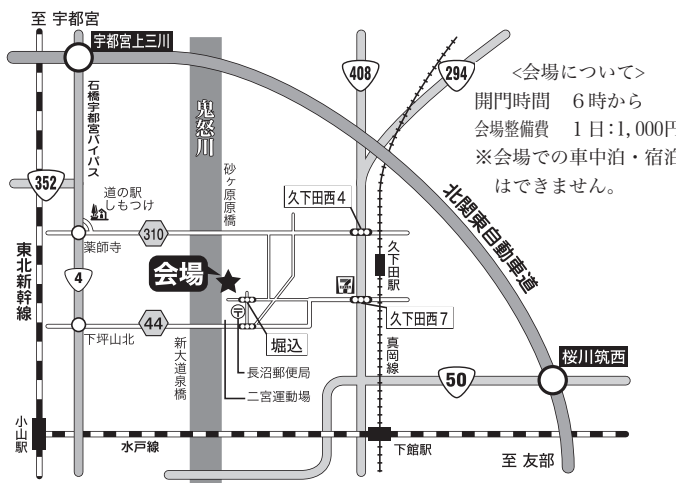 至 宇都宮
宇都宮上三川
石橋宇都宮バイパス
鬼怒川
砂ヶ原原橋
408
294
<会場について>
開門時間　６時から
会場整備費　１日:1,000円
※会場での車中泊・宿泊
はできません。
352
道の駅
しもつけ
久下田西4
北関東自動車道
薬師寺
310
東北新幹線
4
会場
久下田駅
久下田西7
下坪山北
44
新大道泉橋
堀込
長沼郵便局
二宮運動場
真岡線
50
桜川筑西
小山駅
水戸線
下館駅
至 友部